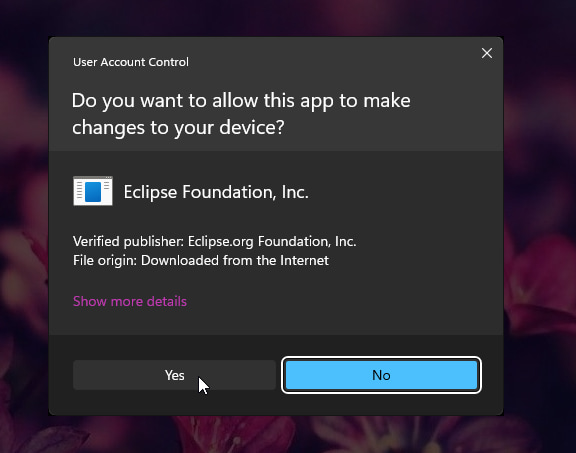 User Account Control
Do you want to allow this app to make
changes to your device?
Eclipse Foundation, Inc.
Verified publisher: Eclipse.org Foundation, Inc.
File origin: Downloaded from the Internet
Show more details
Yes
No